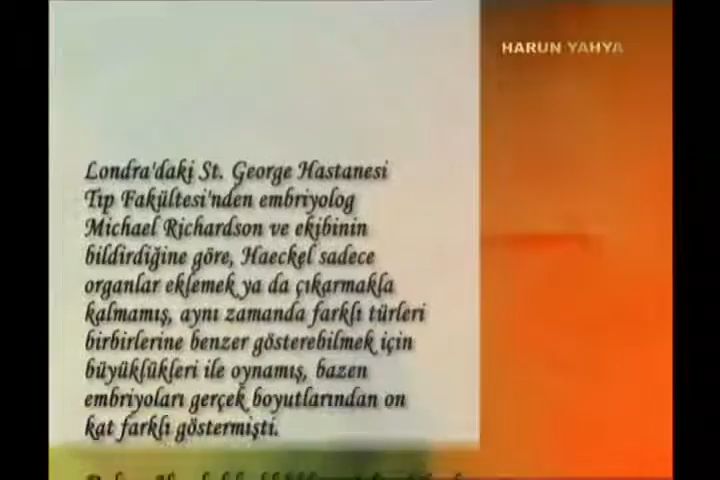 HARUN YAHYA
Londra'daki St. George Hastanesi
Tıp Fakültesi'nden embriyolog
Michael Richardson ve ekibinin
bildirdiğine göre, Haeckel sadece
organlar eklemek ya da çıkarmakla
kalmamış, aynı zamanda farklı türleri
birbirlerine benzer gösterebilmek için
büyüklükleri ile oynamış, bazen
embriyoları gerçek boyutlarından on
kat farklı göstermişti.